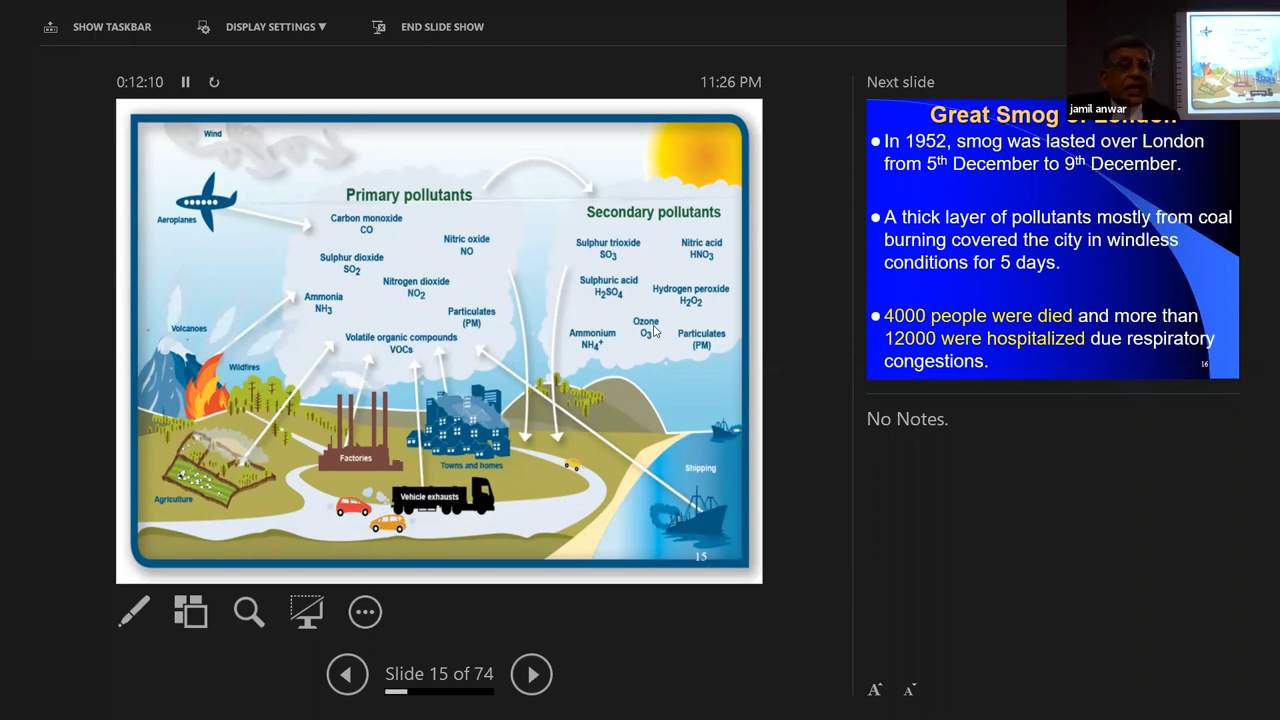 SHOW TASKBAR
DISPLAY SETTINGS ▼
END SLIDE SHOW
0:12:10
11:26 PM
Wind
Aeroplanes
Primary pollutants
Carbon monoxide
CO
Nitric oxide
NO
Sulphur dioxide
SO₂
Nitrogen dioxide
NO₂
Ammonia
NH₃
Particulates
(PM)
Volatile organic compounds
VOCs
Secondary pollutants
Sulphur trioxide
SO₃
Nitric acid
HNO₃
Sulphuric acid
H₂SO₄
Hydrogen peroxide
H₂O₂
Ozone
O₃
Ammonium
NH₄⁺
Particulates
(PM)
Volcanoes
Wildfires
Agriculture
Factories
Towns and homes
Vehicle exhausts
Shipping
15
Slide 15 of 74
Next slide
jamil anwar
Great Smog of London
In 1952, smog was lasted over London
from 5th December to 9th December.
A thick layer of pollutants mostly from coal
burning covered the city in windless
conditions for 5 days.
4000 people were died and more than
12000 were hospitalized due respiratory
congestions.
16
No Notes.
A A